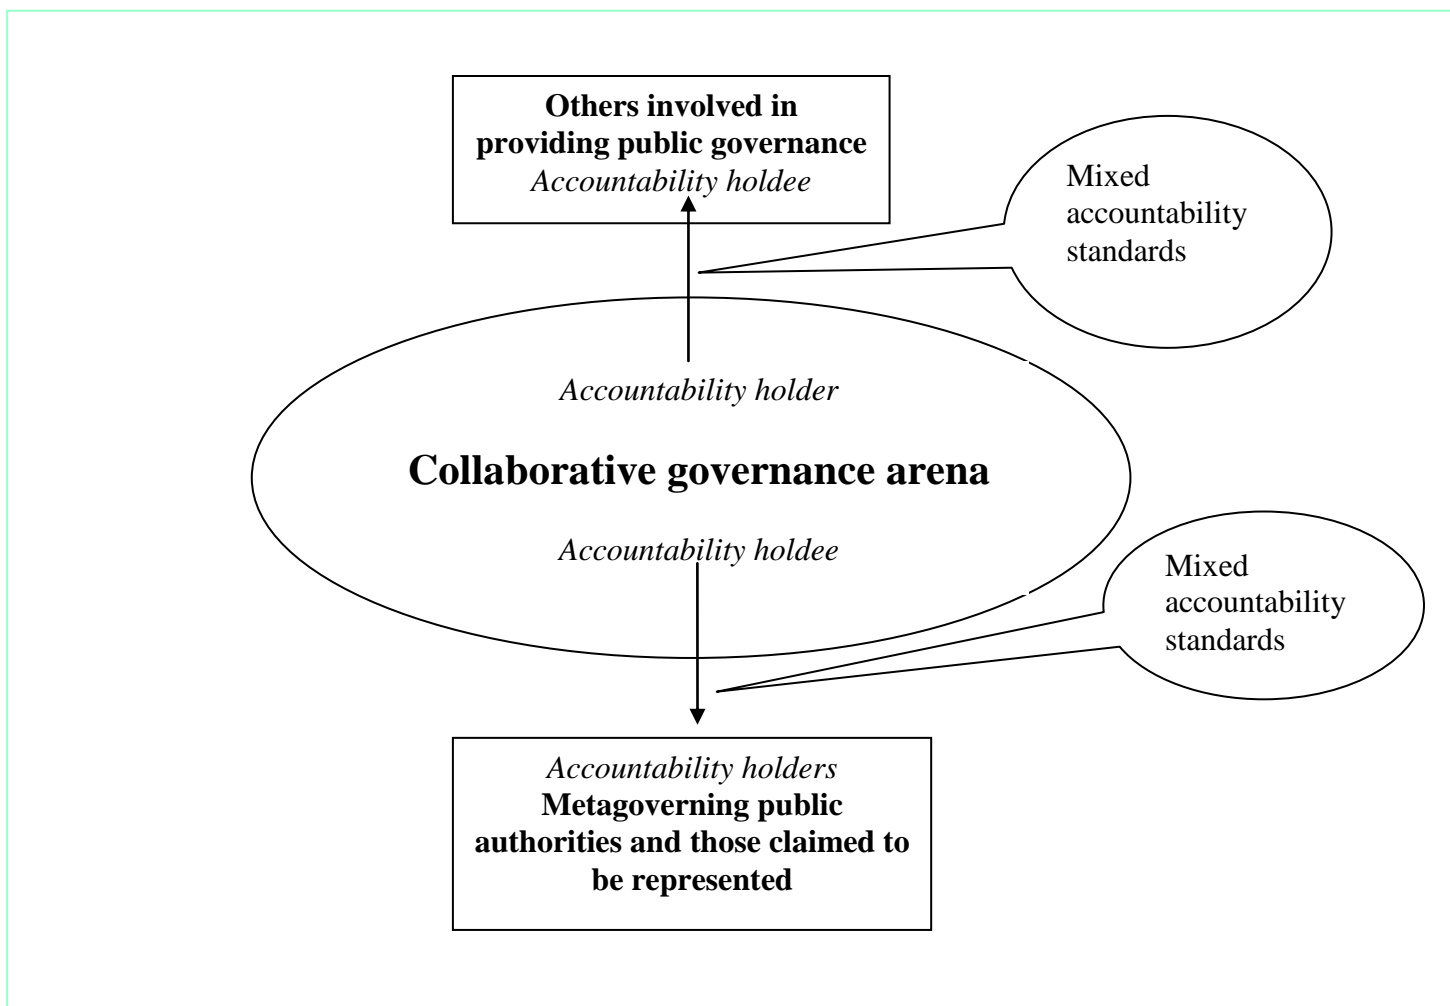 Others involved in
providing public governance
Accountability holdee
Mixed
accountability
standards
Accountability holder
Collaborative governance arena
Accountability holdee
Mixed
accountability
standards
Accountability holders
Metagoverning public
authorities and those claimed to
be represented